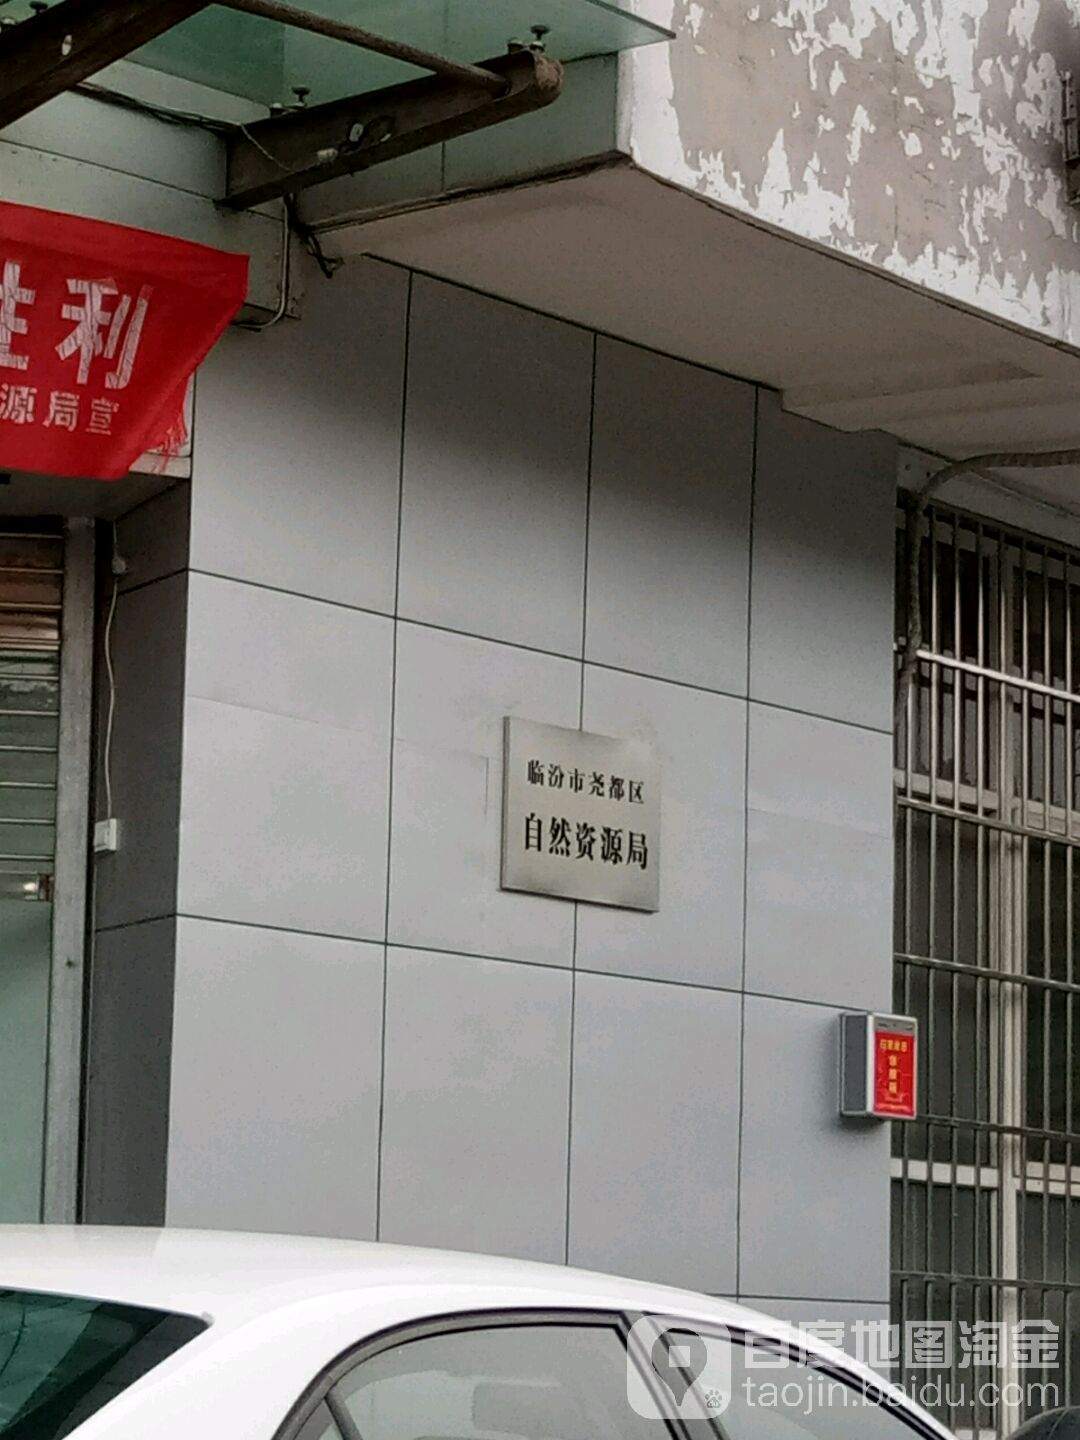 胜利
源局宣
临汾市尧都区
自然资源局
百度地图淘金
taojin.baidu.com